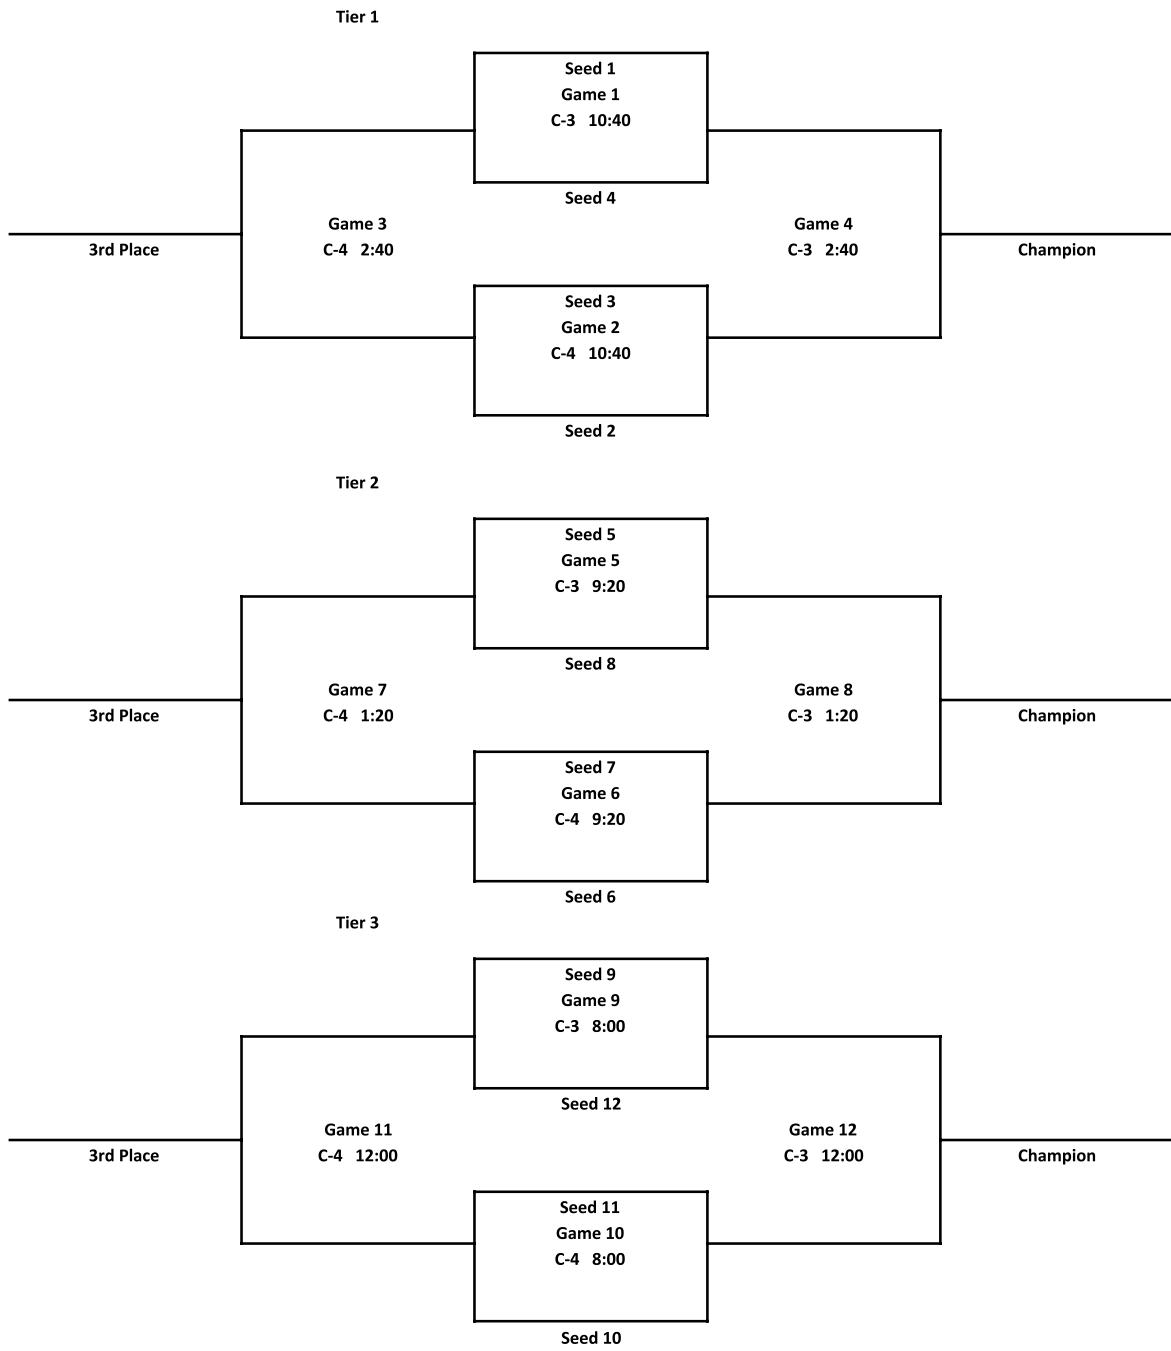 Tier 1
Seed 1
Game 1
C-3 10:40
Seed 4
Game 3
C-4 2:40
Game 4
C-3 2:40
3rd Place
Champion
Seed 3
Game 2
C-4 10:40
Seed 2
Tier 2
Seed 5
Game 5
C-3 9:20
Seed 8
Game 7
C-4 1:20
Game 8
C-3 1:20
3rd Place
Champion
Seed 7
Game 6
C-4 9:20
Seed 6
Tier 3
Seed 9
Game 9
C-3 8:00
Seed 12
Game 11
C-4 12:00
Game 12
C-3 12:00
3rd Place
Champion
Seed 11
Game 10
C-4 8:00
Seed 10